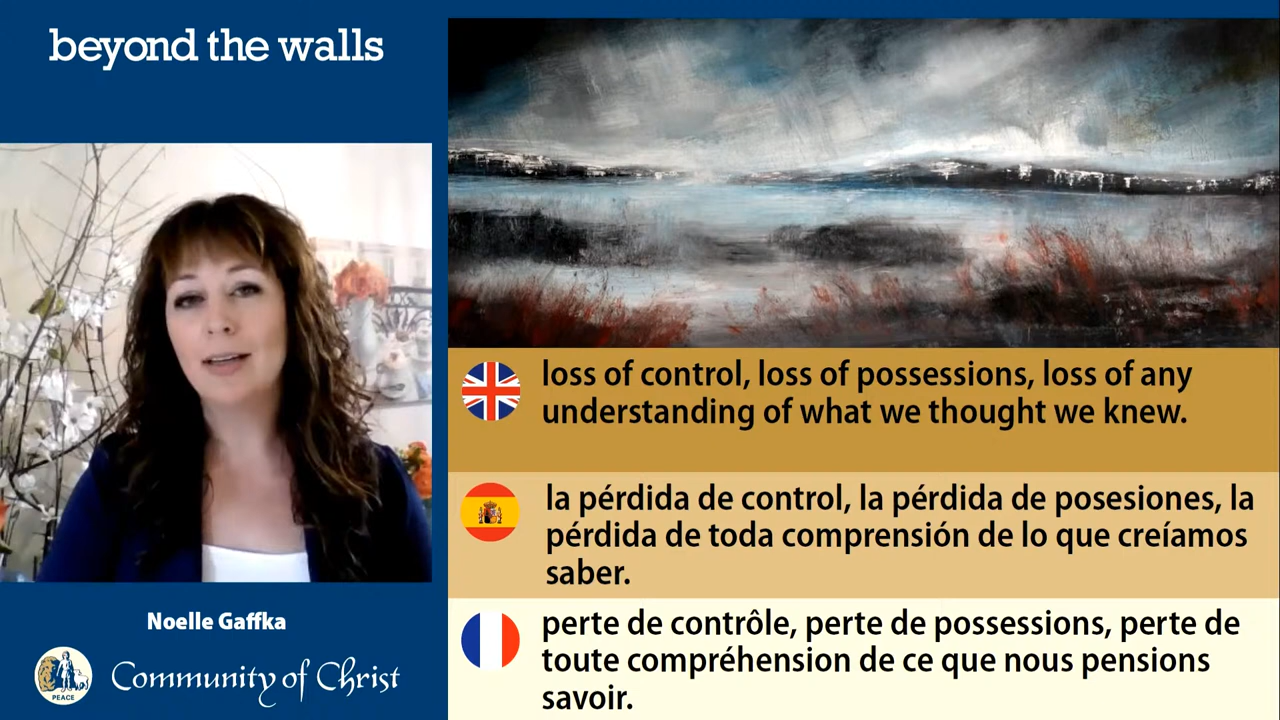 beyond the walls
loss of control, loss of possessions, loss of any
understanding of what we thought we knew.
la pérdida de control, la pérdida de posesiones, la
pérdida de toda comprensión de lo que creíamos
saber.
perte de contrôle, perte de possessions, perte de
toute compréhension de ce que nous pensions
savoir.
Noelle Gaffka
PEACE
Community of Christ